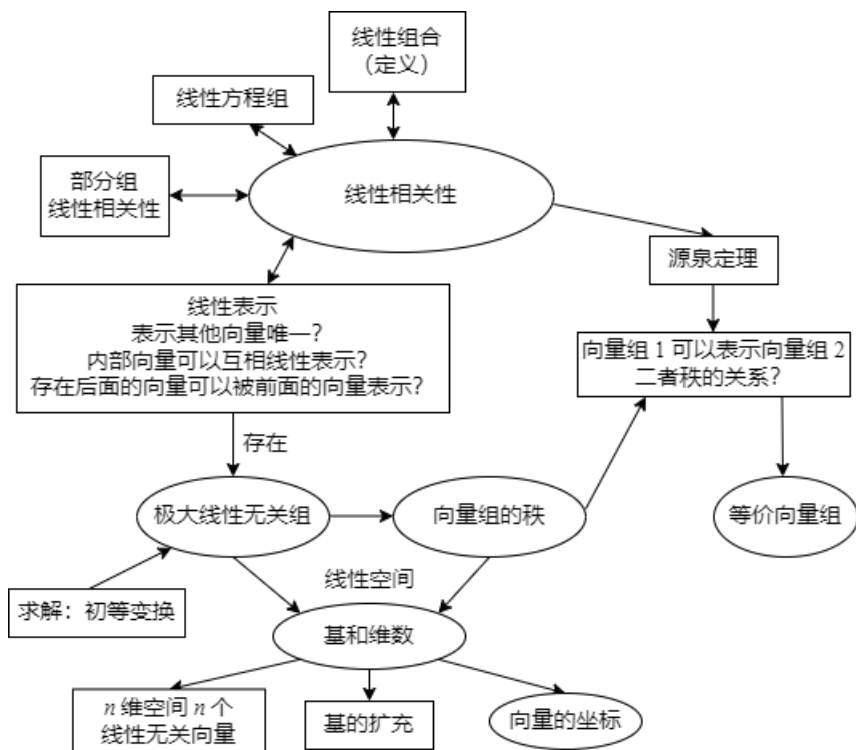 线性组合
（定义）
线性方程组
部分组
线性相关性
线性相关性
源泉定理
线性表示
表示其他向量唯一?
内部向量可以互相线性表示?
存在后面的向量可以被前面的向量表示?
向量组 1 可以表示向量组 2
二者秩的关系?
存在
极大线性无关组
向量组的秩
等价向量组
线性空间
求解：初等变换
基和维数
n 维空间 n 个
线性无关向量
基的扩充
向量的坐标